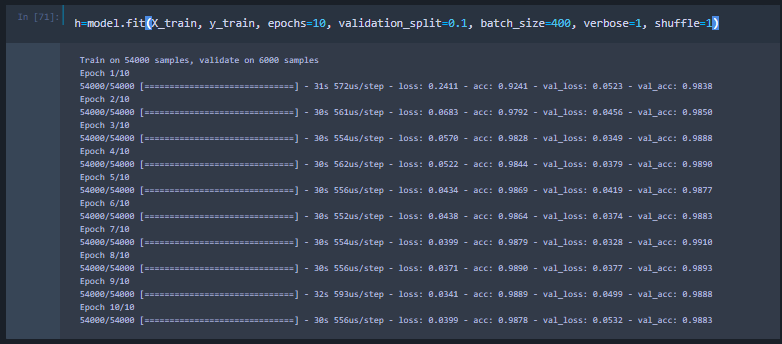 In [71]:
h=model.fit(X_train, y_train, epochs=10, validation_split=0.1, batch_size=400, verbose=1, shuffle=1)
Train on 54000 samples, validate on 6000 samples
Epoch 1/10
54000/54000 [==============================] - 31s 572us/step - loss: 0.2411 - acc: 0.9241 - val_loss: 0.0523 - val_acc: 0.9838
Epoch 2/10
54000/54000 [==============================] - 30s 561us/step - loss: 0.0683 - acc: 0.9792 - val_loss: 0.0456 - val_acc: 0.9850
Epoch 3/10
54000/54000 [==============================] - 30s 554us/step - loss: 0.0570 - acc: 0.9828 - val_loss: 0.0349 - val_acc: 0.9888
Epoch 4/10
54000/54000 [==============================] - 30s 562us/step - loss: 0.0522 - acc: 0.9844 - val_loss: 0.0379 - val_acc: 0.9890
Epoch 5/10
54000/54000 [==============================] - 30s 556us/step - loss: 0.0434 - acc: 0.9869 - val_loss: 0.0419 - val_acc: 0.9877
Epoch 6/10
54000/54000 [==============================] - 30s 552us/step - loss: 0.0438 - acc: 0.9864 - val_loss: 0.0374 - val_acc: 0.9883
Epoch 7/10
54000/54000 [==============================] - 30s 554us/step - loss: 0.0399 - acc: 0.9879 - val_loss: 0.0328 - val_acc: 0.9910
Epoch 8/10
54000/54000 [==============================] - 30s 556us/step - loss: 0.0371 - acc: 0.9890 - val_loss: 0.0377 - val_acc: 0.9893
Epoch 9/10
54000/54000 [==============================] - 32s 593us/step - loss: 0.0341 - acc: 0.9889 - val_loss: 0.0499 - val_acc: 0.9888
Epoch 10/10
54000/54000 [==============================] - 30s 556us/step - loss: 0.0399 - acc: 0.9878 - val_loss: 0.0532 - val_acc: 0.9883